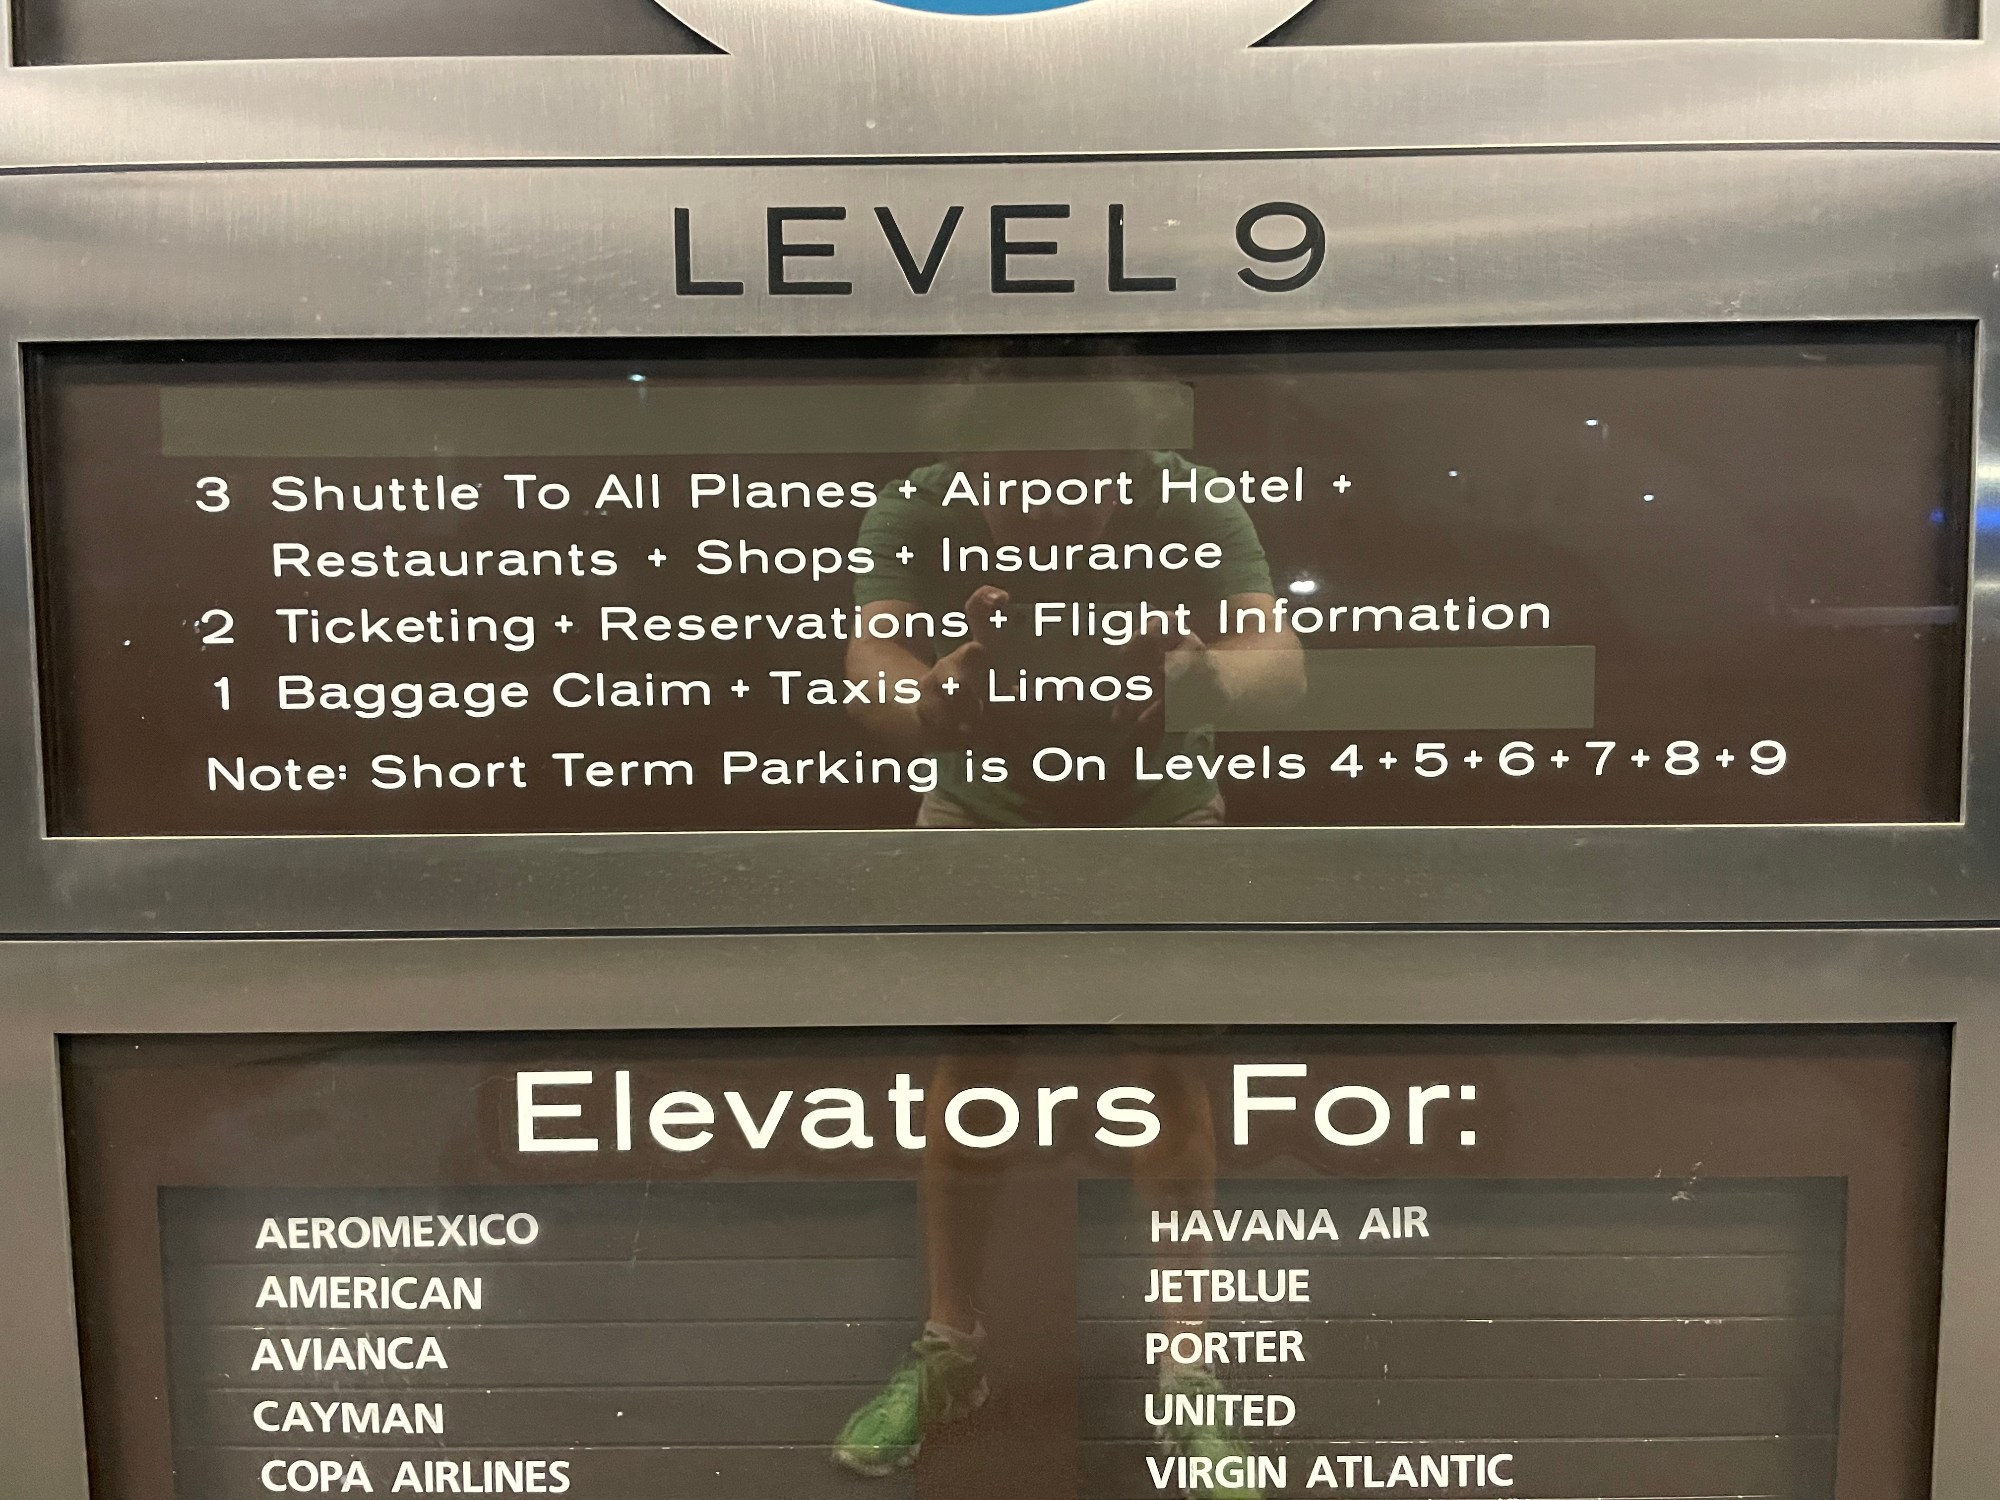 LEVEL 9
3 Shuttle To All Planes + Airport Hotel +
Restaurants + Shops + Insurance
2 Ticketing + Reservations + Flight Information
1 Baggage Claim + Taxis + Limos
Note: Short Term Parking is On Levels 4+5+6+7+8+9
Elevators For:
AEROMEXICO
AMERICAN
AVIANCA
CAYMAN
COPA AIRLINES
HAVANA AIR
JETBLUE
PORTER
UNITED
VIRGIN ATLANTIC